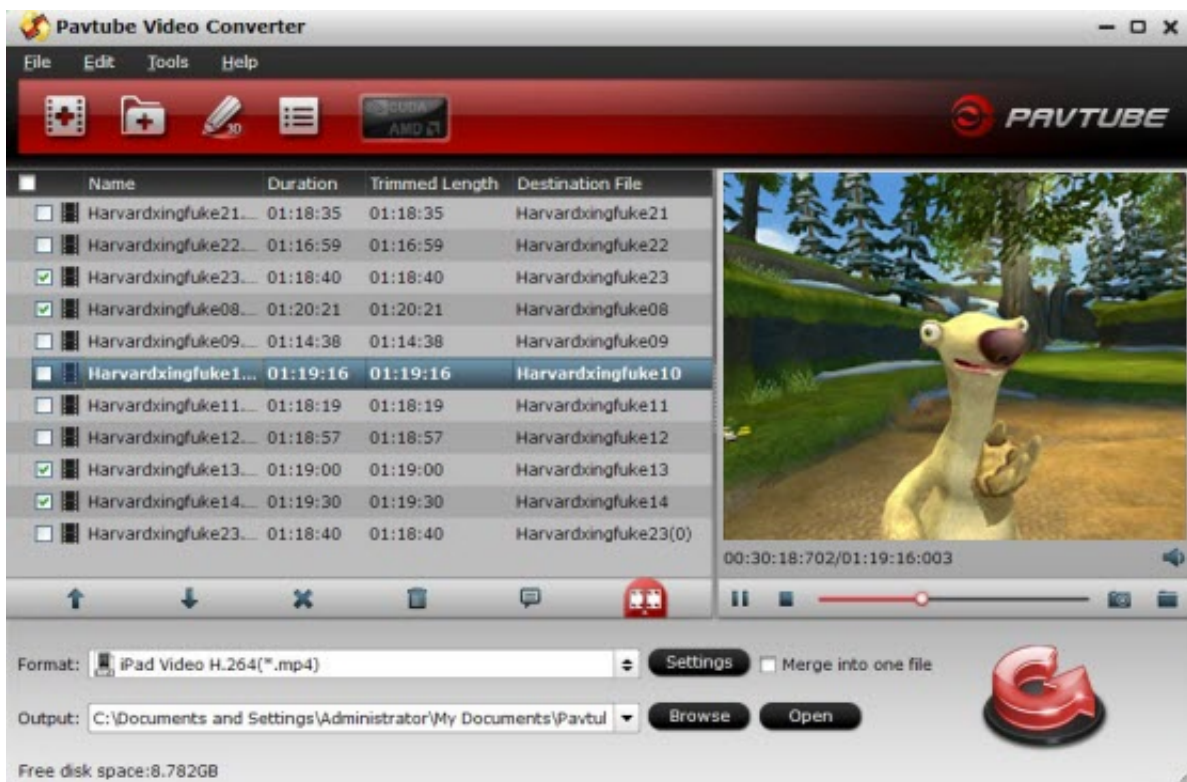 Pavtube Video Converter
File Edit Tools Help
3D
CUDA
AMD
PAVTUBE
Name Duration Trimmed Length Destination File
Harvardxingfuke21.... 01:18:35 01:18:35 Harvardxingfuke21
Harvardxingfuke22.... 01:16:59 01:16:59 Harvardxingfuke22
Harvardxingfuke23.... 01:18:40 01:18:40 Harvardxingfuke23
Harvardxingfuke08.... 01:20:21 01:20:21 Harvardxingfuke08
Harvardxingfuke09.... 01:14:38 01:14:38 Harvardxingfuke09
Harvardxingfuke1... 01:19:16 01:19:16 Harvardxingfuke10
Harvardxingfuke11.... 01:18:19 01:18:19 Harvardxingfuke11
Harvardxingfuke12.... 01:18:57 01:18:57 Harvardxingfuke12
Harvardxingfuke13.... 01:19:00 01:19:00 Harvardxingfuke13
Harvardxingfuke14.... 01:19:30 01:19:30 Harvardxingfuke14
Harvardxingfuke23.... 01:18:40 01:18:40 Harvardxingfuke23(0)
00:30:18:702/01:19:16:003
Format: iPad Video H.264(*.mp4) Settings Merge into one file
Output: C:\Documents and Settings\Administrator\My Documents\Pavtul Browse Open
Free disk space:8.782GB